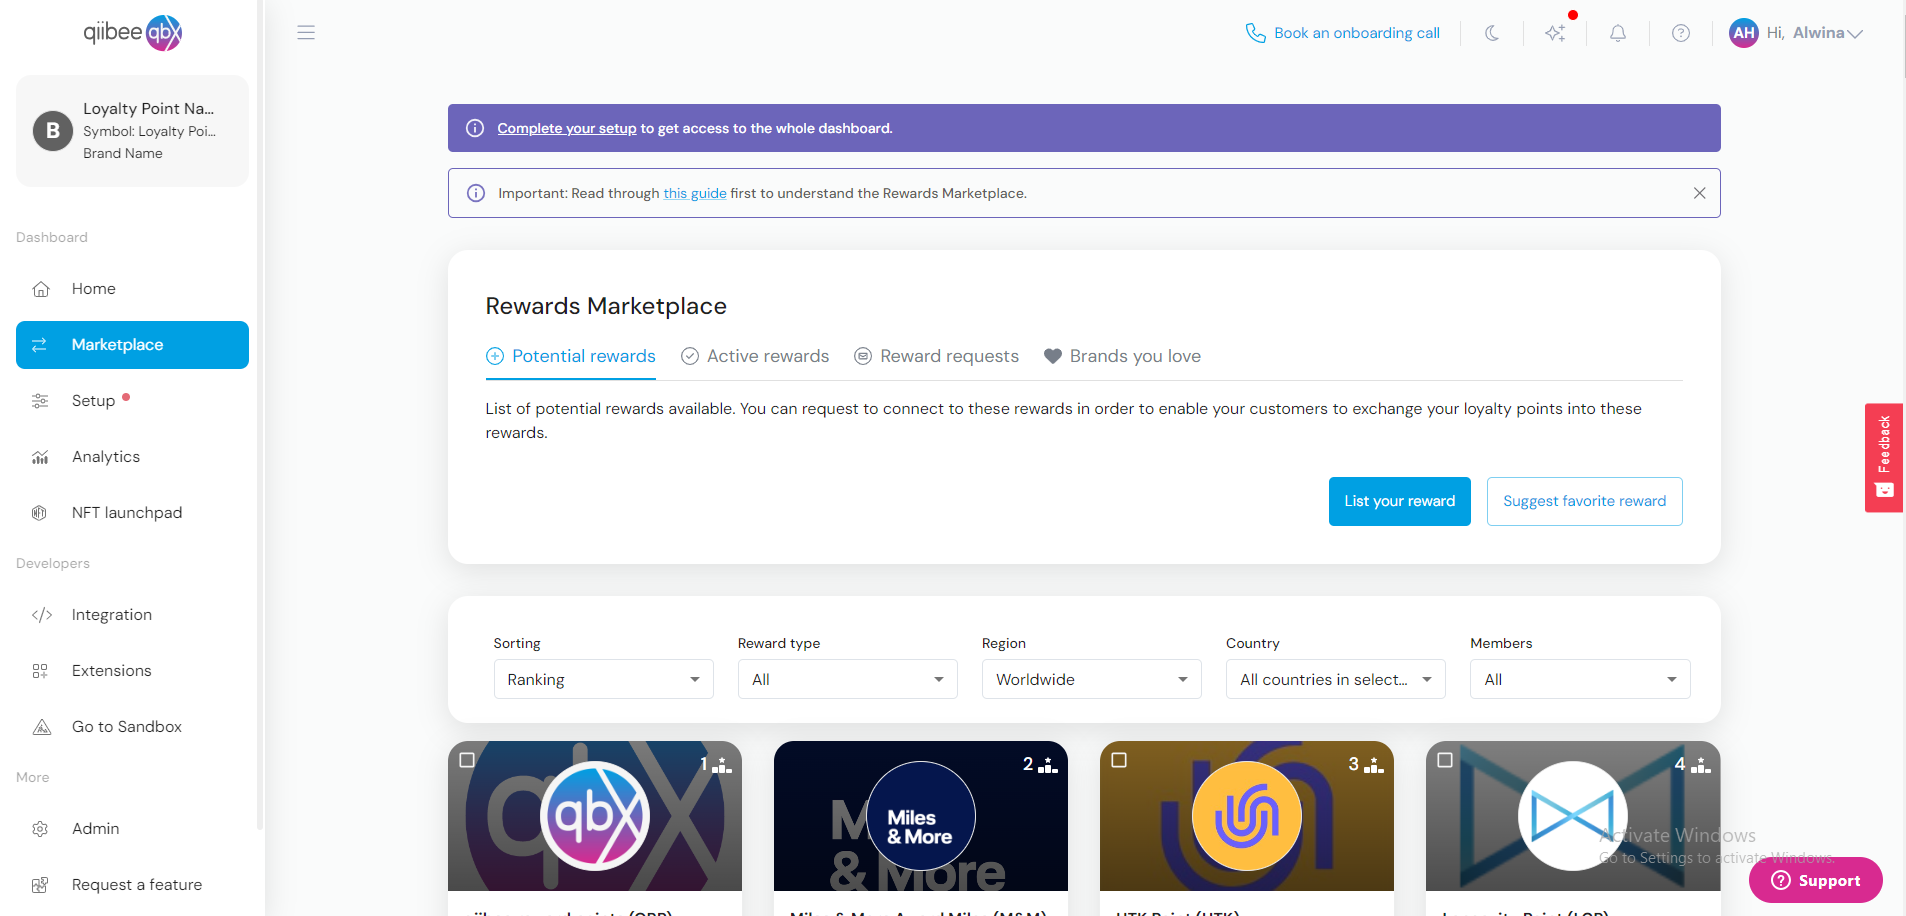 qiibee qbx
Book an onboarding call
AH Hi, Alwina
B
Loyalty Point Na...
Symbol: Loyalty Poi...
Brand Name
Dashboard
Home
Marketplace
Setup
Analytics
NFT launchpad
Developers
Integration
Extensions
Go to Sandbox
More
Admin
Request a feature
Complete your setup to get access to the whole dashboard.
Important: Read through this guide first to understand the Rewards Marketplace.
Rewards Marketplace
Potential rewards Active rewards Reward requests Brands you love
List of potential rewards available. You can request to connect to these rewards in order to enable your customers to exchange your loyalty points into these
rewards.
List your reward Suggest favorite reward
Feedback
Sorting Reward type Region Country Members
Ranking All Worldwide All countries in select... All
1 2 3 4
qbx
Miles
& More
Activate Windows
Go to Settings to activate Windows.
Support